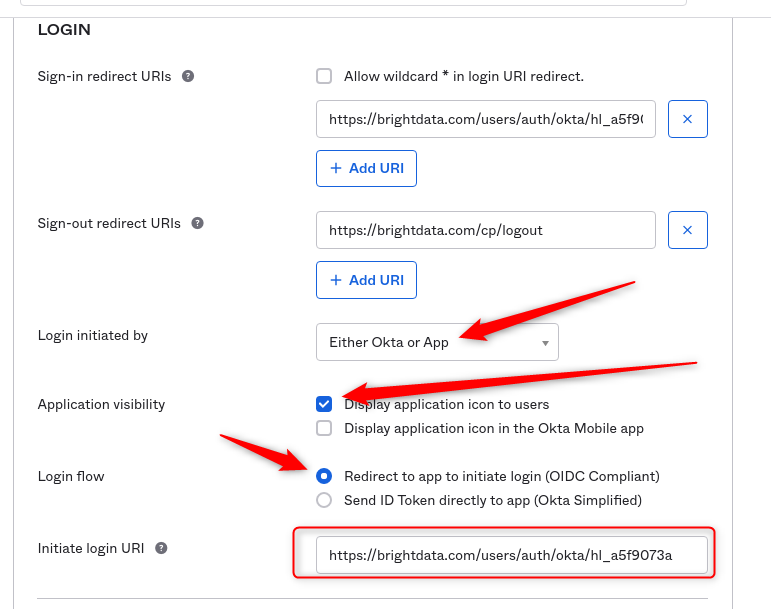 LOGIN
Sign-in redirect URIs ?
Allow wildcard * in login URI redirect.
https://brightdata.com/users/auth/okta/hl_a5f9
+ Add URI
Sign-out redirect URIs ?
https://brightdata.com/cp/logout
+ Add URI
Login initiated by
Either Okta or App
Application visibility
Display application icon to users
Display application icon in the Okta Mobile app
Login flow
Redirect to app to initiate login (OIDC Compliant)
Send ID Token directly to app (Okta Simplified)
Initiate login URI ?
https://brightdata.com/users/auth/okta/hl_a5f9073a